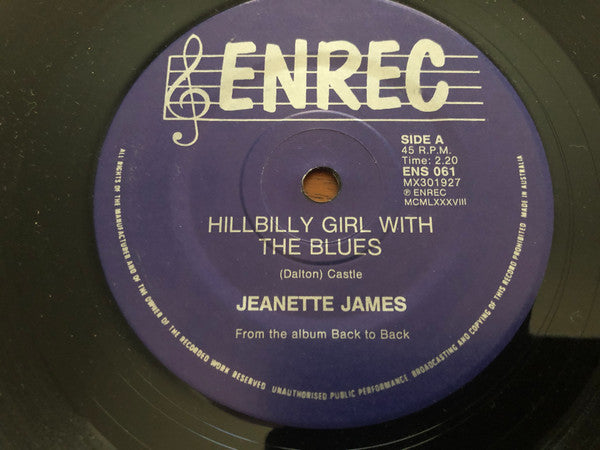 ENREC
SIDE A
45 R.P.M.
Time: 2.20
ENS 061
MX301927
℗ ENREC
MCMLXXXVIII
HILLBILLY GIRL WITH
THE BLUES
(Dalton) Castle
JEANETTE JAMES
From the album Back to Back
ALL RIGHTS OF THE MANUFACTURER AND OF THE OWNER OF THE RECORDED WORK RESERVED UNAUTHORISED PUBLIC PERFORMANCE BROADCASTING AND COPYING OF THIS RECORD PROHIBITED MADE IN AUSTRALIA